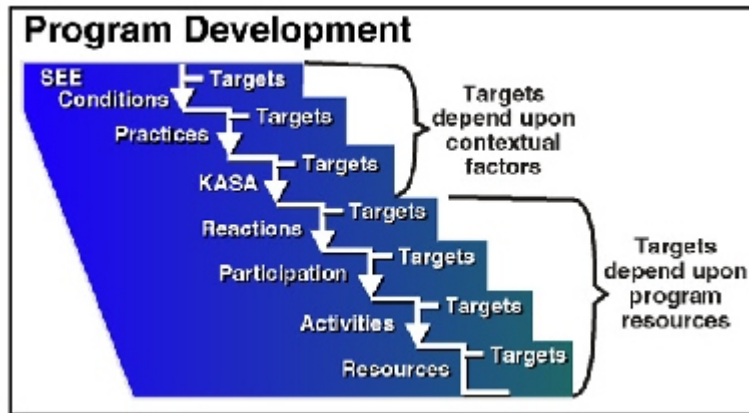 Program Development
SEE
Conditions
Targets
Practices
Targets
KASA
Targets
Reactions
Targets
Participation
Targets
Activities
Targets
Resources
Targets
Targets
depend upon
contextual
factors
Targets
depend upon
program
resources